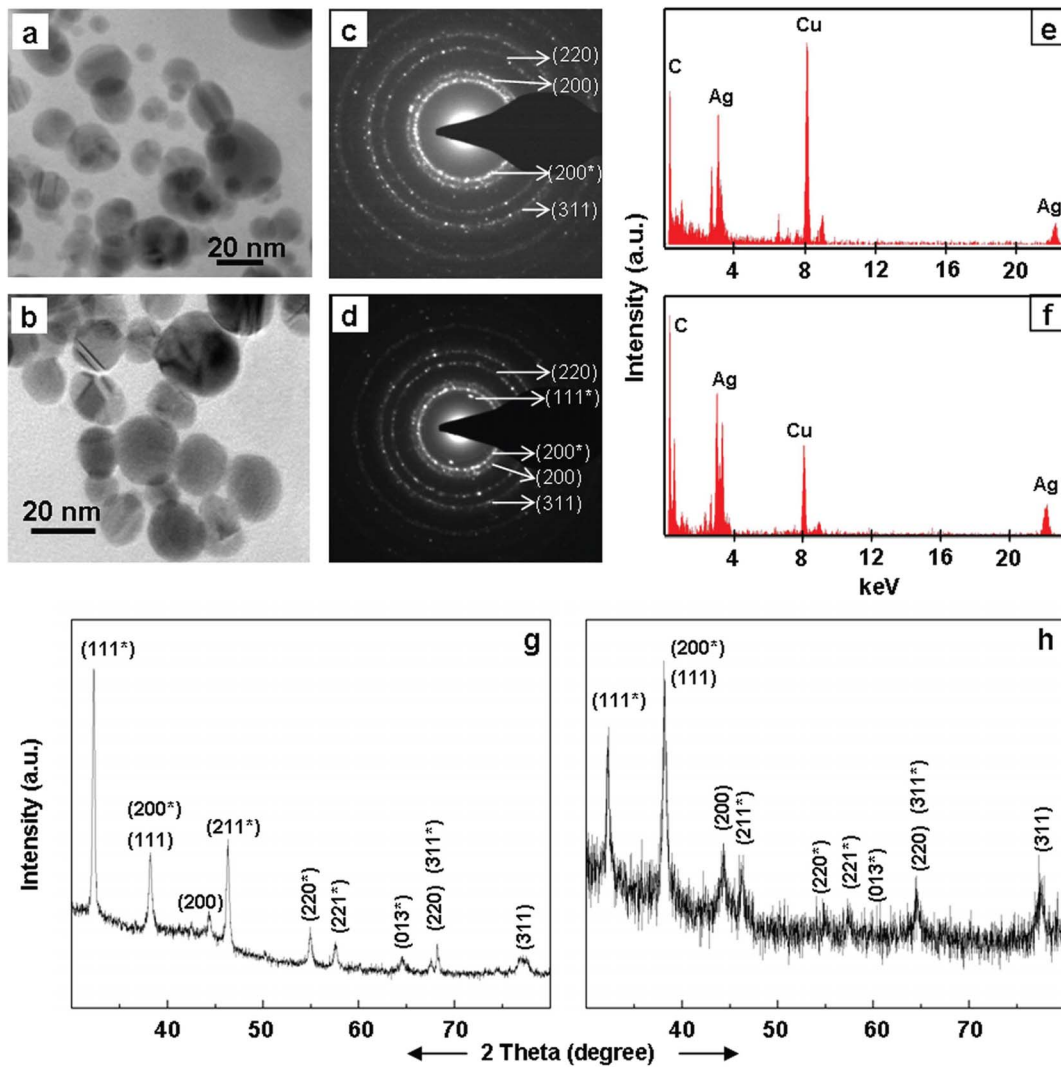 a
20 nm
b
20 nm
c
(220)
(200)
(200*)
(311)
d
(220)
(111*)
(200*)
(200)
(311)
Intensity (a.u.)
e
C
Ag
Cu
Ag
4 8 12 16 20
f
C
Ag
Cu
Ag
4 8 12 16 20
keV
Intensity (a.u.)
g
(111*)
(200*)
(111)
(200)
(211*)
(220*)
(221*)
(013*)
(220)
(311*)
(311)
40 50 60 70
h
(111*)
(200*)
(111)
(200)
(211*)
(220*)
(221*)
(013*)
(220)
(311*)
(311)
40 50 60 70
2 Theta (degree)